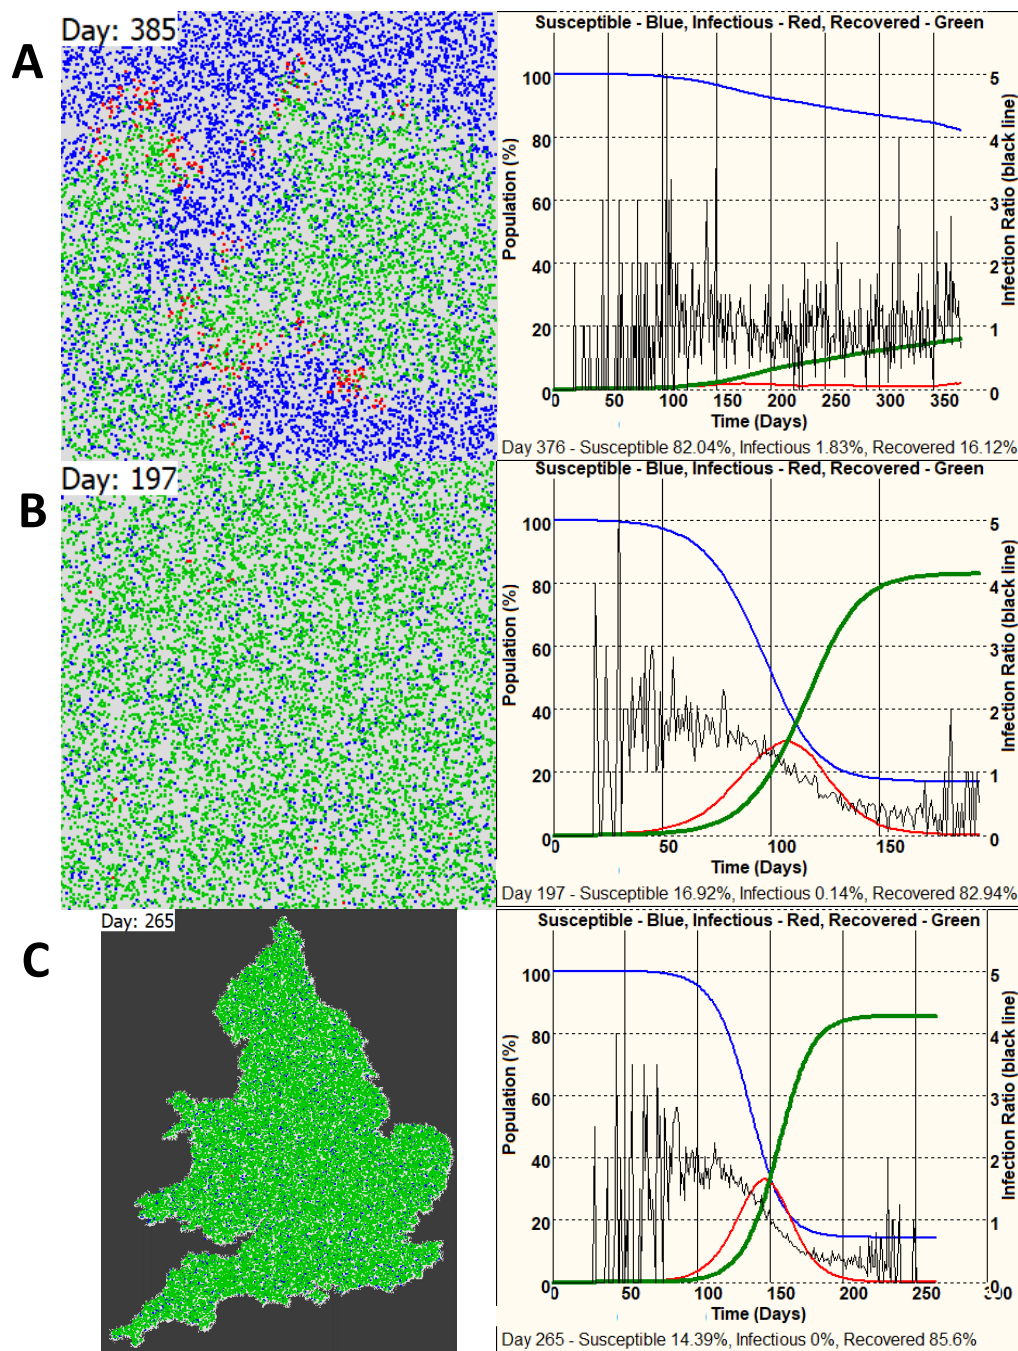 A
Day: 385
Susceptible - Blue, Infectious - Red, Recovered - Green
Population (%)
100
80
60
40
20
0
5
4
3
2
1
0
Infection Ratio (black line)
0 50 100 150 200 250 300 350
Time (Days)
Day 376 - Susceptible 82.04%, Infectious 1.83%, Recovered 16.12%
B
Day: 197
Susceptible - Blue, Infectious - Red, Recovered - Green
Population (%)
100
80
60
40
20
0
5
4
3
2
1
0
Infection Ratio (black line)
0 50 100 150
Time (Days)
Day 197 - Susceptible 16.92%, Infectious 0.14%, Recovered 82.94%
C
Day: 265
Susceptible - Blue, Infectious - Red, Recovered - Green
Population (%)
100
80
60
40
20
0
5
4
3
2
1
Infection Ratio (black line)
0 50 100 150 200 250
Time (Days)
Day 265 - Susceptible 14.39%, Infectious 0%, Recovered 85.6%